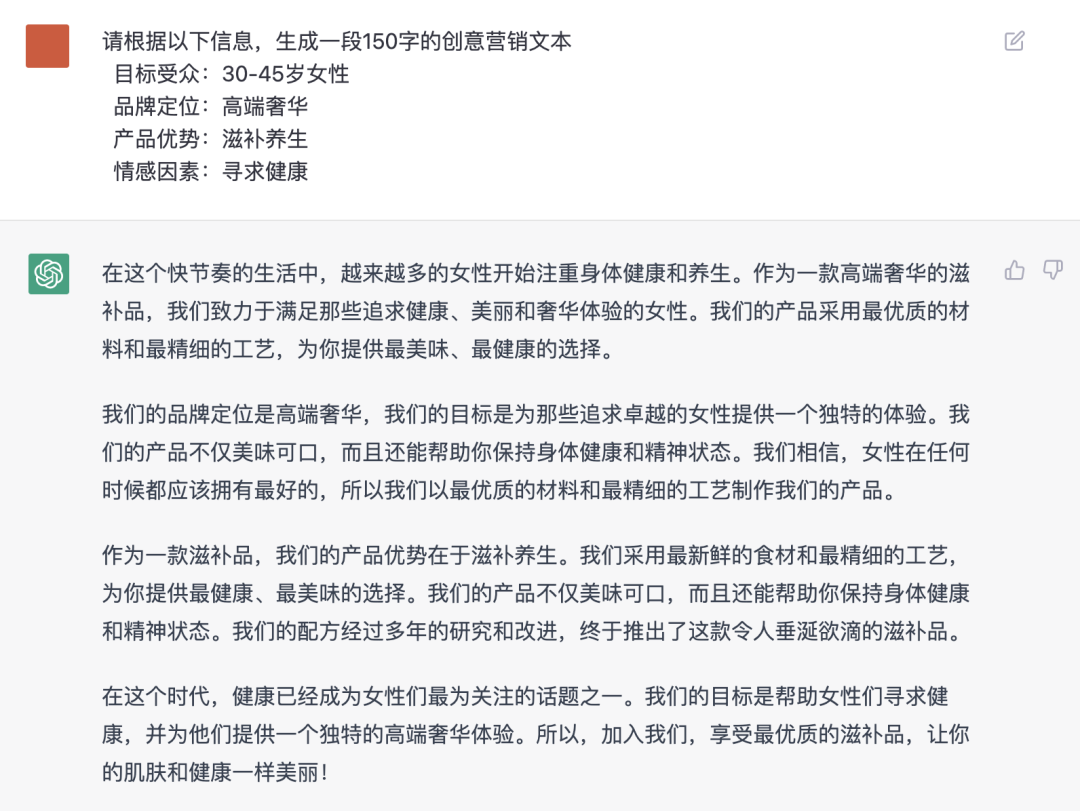 请根据以下信息，生成一段150字的创意营销文本
目标受众：30-45岁女性
品牌定位：高端奢华
产品优势：滋补养生
情感因素：寻求健康
在这个快节奏的生活中，越来越多的女性开始注重身体健康和养生。作为一款高端奢华的滋
补品，我们致力于满足那些追求健康、美丽和奢华体验的女性。我们的产品采用最优质的材
料和最精细的工艺，为你提供最美味、最健康的选择。
我们的品牌定位是高端奢华，我们的目标是为那些追求卓越的女性提供一个独特的体验。我
们的产品不仅美味可口，而且还能帮助你保持身体健康和精神状态。我们相信，女性在任何
时候都应该拥有最好的，所以我们以最优质的材料和最精细的工艺制作我们的产品。
作为一款滋补品，我们的产品优势在于滋补养生。我们采用最新鲜的食材和最精细的工艺，
为你提供最健康、最美味的选择。我们的产品不仅美味可口，而且还能帮助你保持身体健康
和精神状态。我们的配方经过多年的研究和改进，终于推出了这款令人垂涎欲滴的滋补品。
在这个时代，健康已经成为女性们最为关注的话题之一。我们的目标是帮助女性们寻求健
康，并为他们提供一个独特的高端奢华体验。所以，加入我们，享受最优质的滋补品，让你
的肌肤和健康一样美丽！